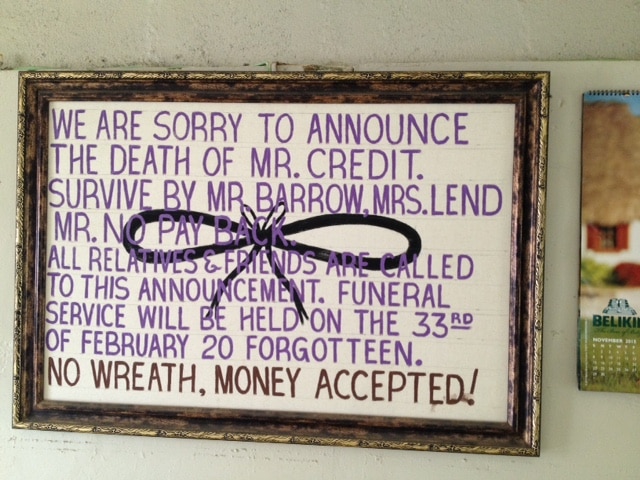 WE ARE SORRY TO ANNOUNCE
THE DEATH OF MR. CREDIT.
SURVIVE BY MR. BARROW, MRS. LEND
MR. NO PAY BACK.
ALL RELATIVES & FRIENDS ARE CALLED
TO THIS ANNOUNCEMENT. FUNERAL
SERVICE WILL BE HELD ON THE 33RD
OF FEBRUARY 20 FORGOTTEEN.
NO WREATH, MONEY ACCEPTED!
BELIKI
NOVEMBER